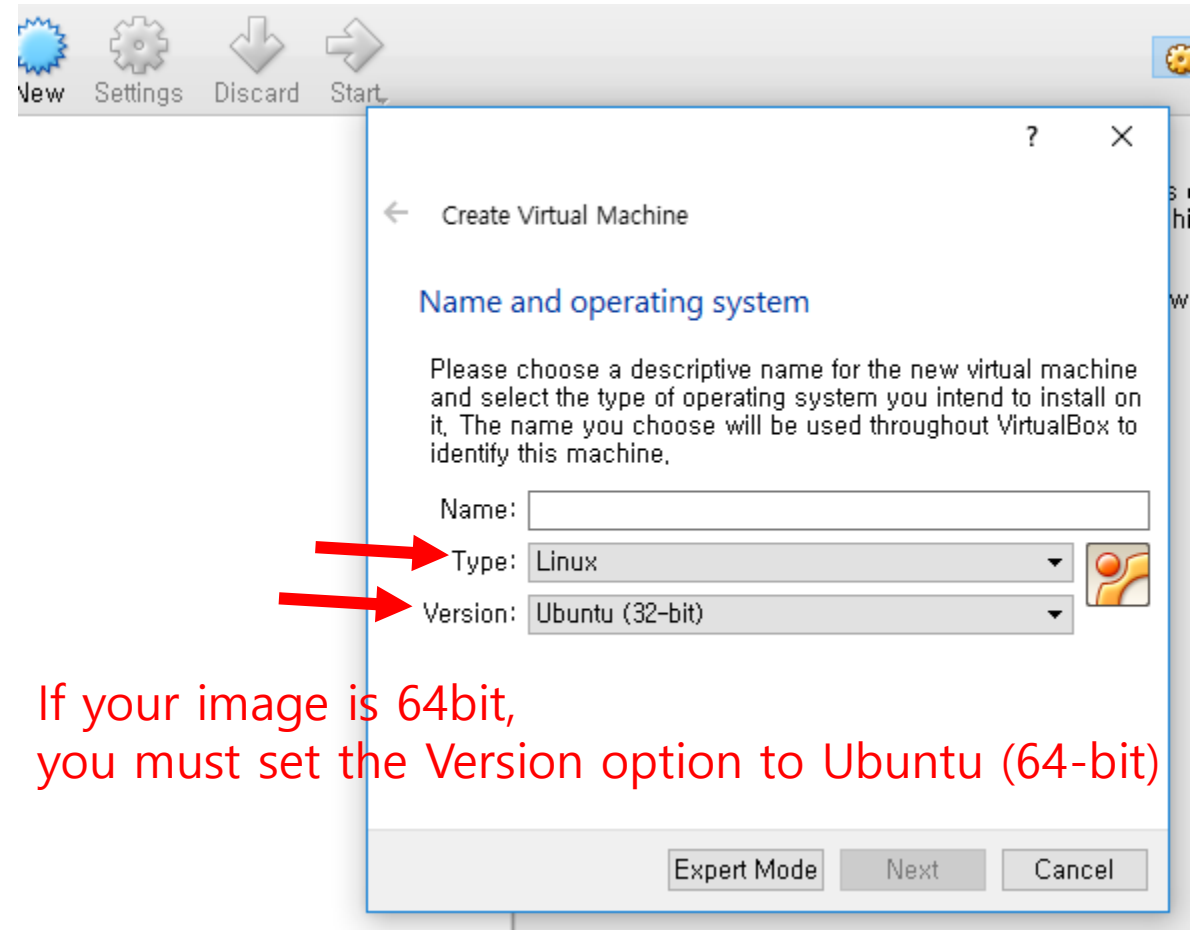 New Settings Discard Start
? ×
Create Virtual Machine
Name and operating system
Please choose a descriptive name for the new virtual machine
and select the type of operating system you intend to install on
it. The name you choose will be used throughout VirtualBox to
identify this machine.
Name:
Type: Linux
Version: Ubuntu (32-bit)
If your image is 64bit,
you must set the Version option to Ubuntu (64-bit)
Expert Mode Next Cancel